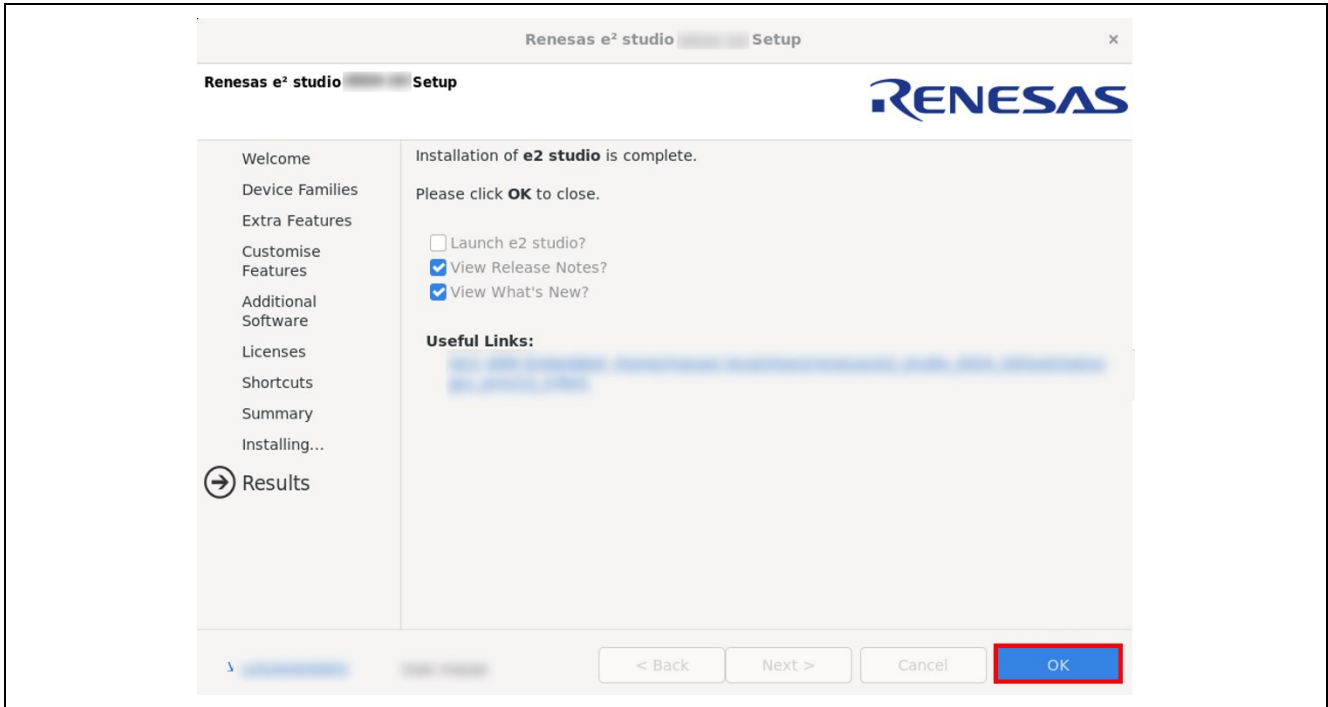 Renesas e² studio Setup
×
Renesas e² studio Setup
RENESAS
Welcome
Device Families
Extra Features
Customise
Features
Additional
Software
Licenses
Shortcuts
Summary
Installing...
Results
Installation of e2 studio is complete.
Please click OK to close.
Launch e2 studio?
View Release Notes?
View What's New?
Useful Links:
< Back
Next >
Cancel
OK